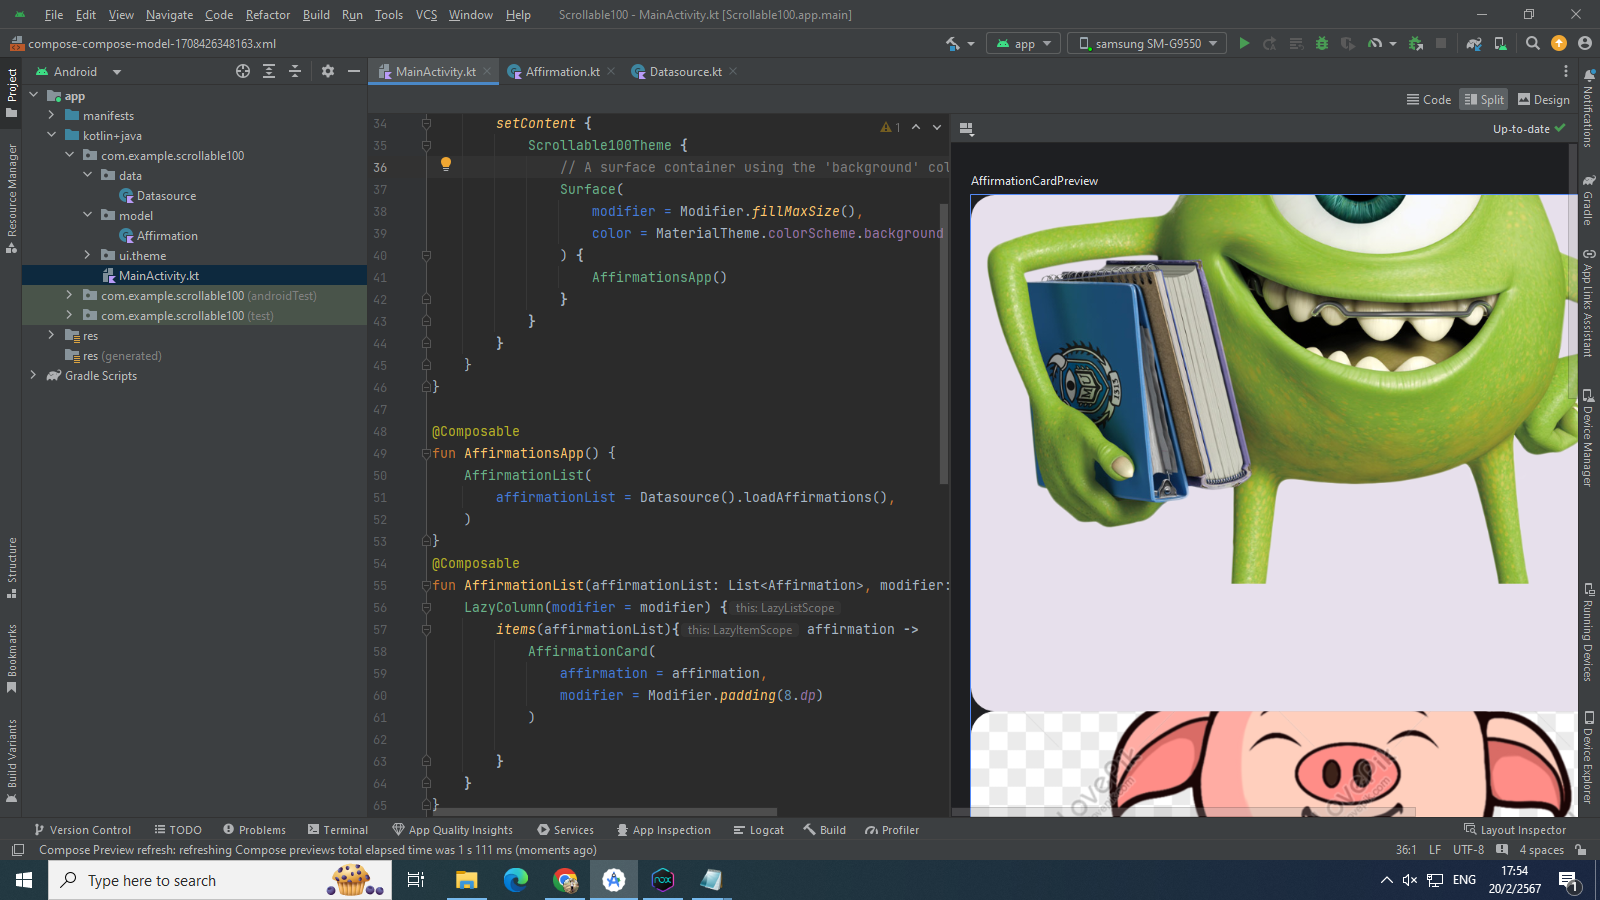 File Edit View Navigate Code Refactor Build Run Tools VCS Window Help Scrollable100 - MainActivity.kt [Scrollable100.app.main]
compose-compose-model-1708426348163.xml app samsung SM-G9550
Android MainActivity.kt Affirmation.kt Datasource.kt
Code Split Design
Up-to-date
app
manifests
kotlin+java
com.example.scrollable100
data
Datasource
model
Affirmation
ui.theme
MainActivity.kt
com.example.scrollable100 (androidTest)
com.example.scrollable100 (test)
res
res (generated)
Gradle Scripts
Project
Resource Manager
Structure
Bookmarks
Build Variants
1
34 setContent {
35 Scrollable100Theme {
36 // A surface container using the 'background' col
37 Surface(
38 modifier = Modifier.fillMaxSize(),
39 color = MaterialTheme.colorScheme.background
40 ) {
41 AffirmationsApp()
42 }
43 }
44 }
45 }
46 }
47
48 @Composable
49 fun AffirmationsApp() {
50 AffirmationList(
51 affirmationList = Datasource().loadAffirmations(),
52 )
53 }
54 @Composable
55 fun AffirmationList(affirmationList: List<Affirmation>, modifier:
56 LazyColumn(modifier = modifier) { this: LazyListScope
57 items(affirmationList){ this: LazyItemScope affirmation ->
58 AffirmationCard(
59 affirmation = affirmation,
60 modifier = Modifier.padding(8.dp)
61 )
62
63 }
64 }
65 }
AffirmationCardPreview
MU
Notifications
Gradle
App Links Assistant
Device Manager
Running Devices
Device Explorer
Version Control TODO Problems Terminal App Quality Insights Services App Inspection Logcat Build Profiler Layout Inspector
Compose Preview refresh: refreshing Compose previews total elapsed time was 1 s 111 ms (moments ago) 36:1 LF UTF-8 4 spaces
Type here to search
nox
ENG
17:54
20/2/2567
1